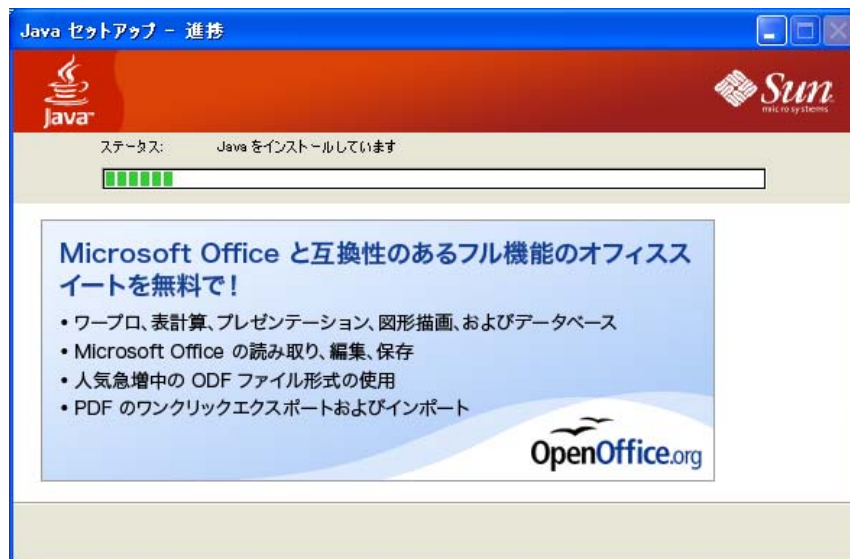 Java セットアップ - 進捗
Java
Sun
microsystems
ステータス: Java をインストールしています
Microsoft Office と互換性のあるフル機能のオフィスス
イートを無料で!
• ワープロ、表計算、プレゼンテーション、図形描画、およびデータベース
• Microsoft Office の読み取り、編集、保存
• 人気急増中の ODF ファイル形式の使用
• PDF のワンクリックエクスポートおよびインポート
OpenOffice.org